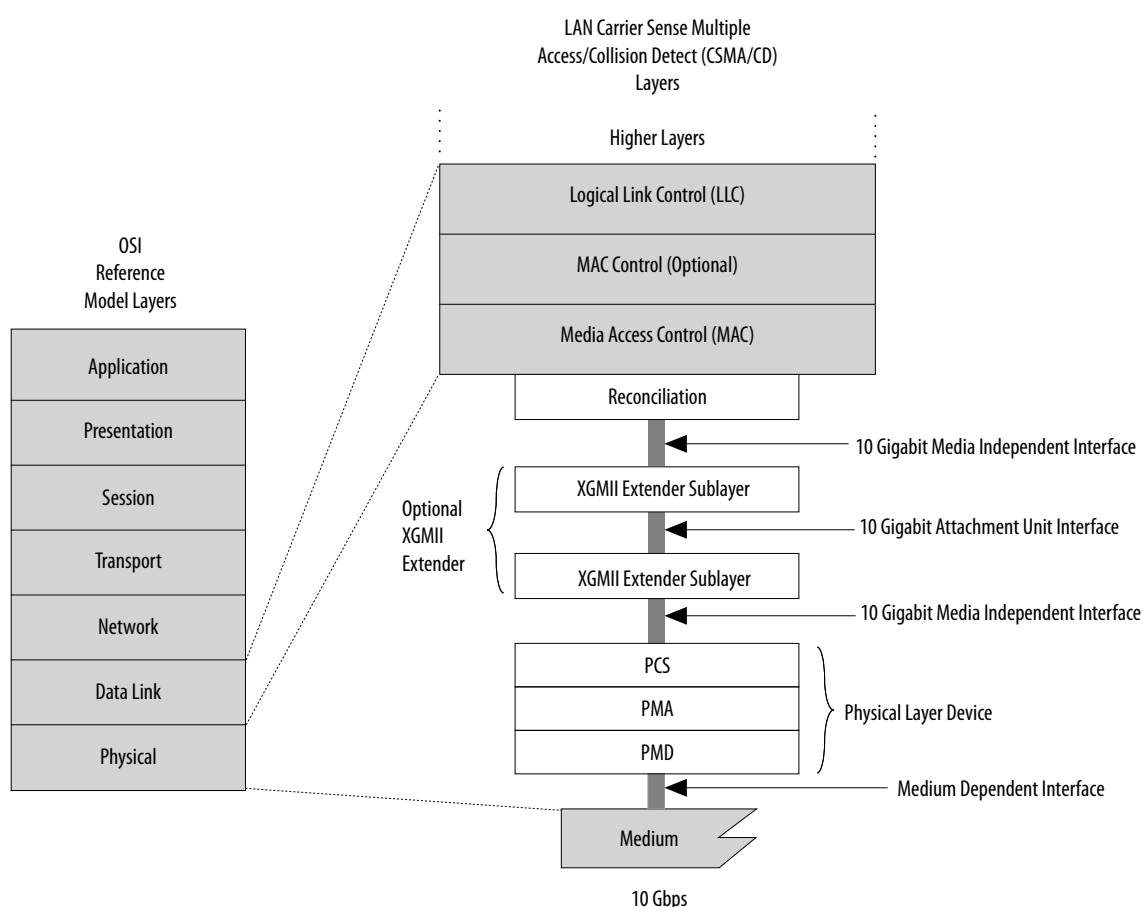 LAN Carrier Sense Multiple
Access/Collision Detect (CSMA/CD)
Layers
Higher Layers
Logical Link Control (LLC)
MAC Control (Optional)
Media Access Control (MAC)
Reconciliation
10 Gigabit Media Independent Interface
XGMII Extender Sublayer
Optional
XGMII
Extender
10 Gigabit Attachment Unit Interface
XGMII Extender Sublayer
10 Gigabit Media Independent Interface
PCS
PMA
PMD
Physical Layer Device
Medium Dependent Interface
Medium
10 Gbps
OSI
Reference
Model Layers
Application
Presentation
Session
Transport
Network
Data Link
Physical